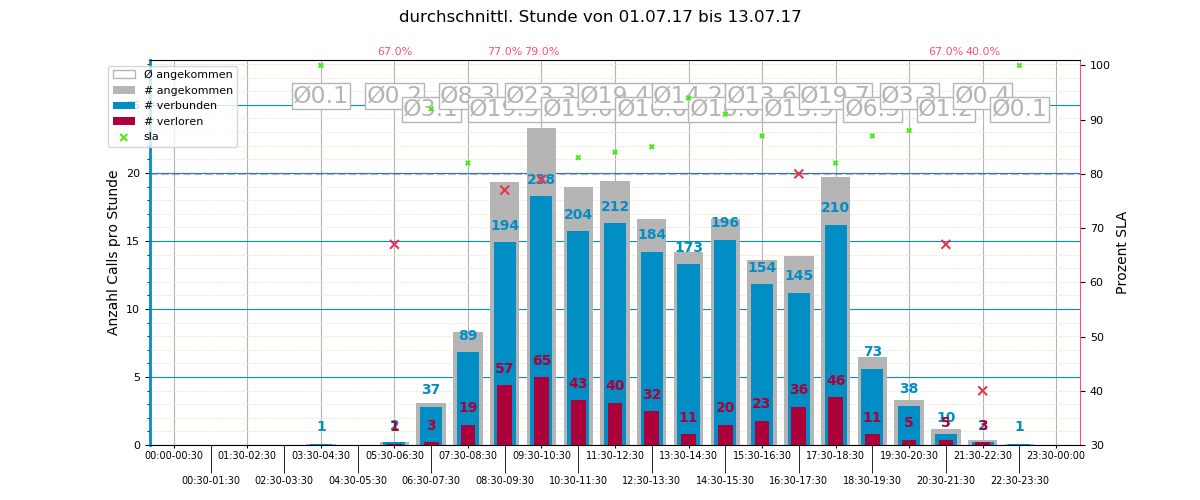 durchschnittl. Stunde von 01.07.17 bis 13.07.17
67.0% 77.0% 79.0% 67.0% 40.0%
Ø angekommen
# angekommen
# verbunden
# verloren
sla
Ø0.1 Ø0.2 Ø8.3 Ø23.3 Ø19.4 Ø14.2 Ø13.6 Ø19.7 Ø3.3 Ø0.4
Ø3.1 Ø19.3 Ø19.0 Ø16.6 Ø13.9 Ø6.5 Ø1.2 Ø0.1
Anzahl Calls pro Stunde
0
5
10
15
20
Prozent SLA
100
90
80
70
60
50
40
30
1 2 37 89 194 238 204 212 184 173 196 154 145 210 73 38 10 1
1 3 19 57 65 43 40 32 11 20 23 36 46 11 5 5 3
00:00-00:30 01:30-02:30 03:30-04:30 05:30-06:30 07:30-08:30 09:30-10:30 11:30-12:30 13:30-14:30 15:30-16:30 17:30-18:30 19:30-20:30 21:30-22:30 23:30-00:00
00:30-01:30 02:30-03:30 04:30-05:30 06:30-07:30 08:30-09:30 10:30-11:30 12:30-13:30 14:30-15:30 16:30-17:30 18:30-19:30 20:30-21:30 22:30-23:30